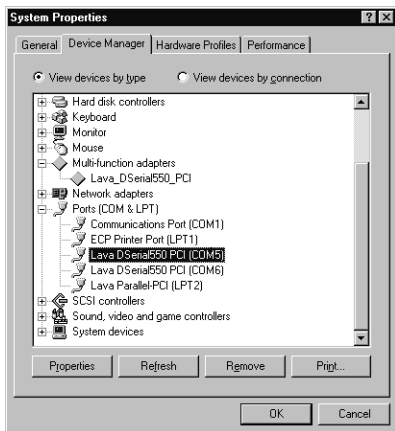 System Properties
General Device Manager Hardware Profiles Performance
View devices by type View devices by connection
Hard disk controllers
Keyboard
Monitor
Mouse
Multi-function adapters
Lava_DSerial550_PCI
Network adapters
Ports (COM & LPT)
Communications Port (COM1)
ECP Printer Port (LPT1)
Lava DSerial550 PCI (COM5)
Lava DSerial550 PCI (COM6)
Lava Parallel-PCI (LPT2)
SCSI controllers
Sound, video and game controllers
System devices
Properties Refresh Remove Print...
OK Cancel